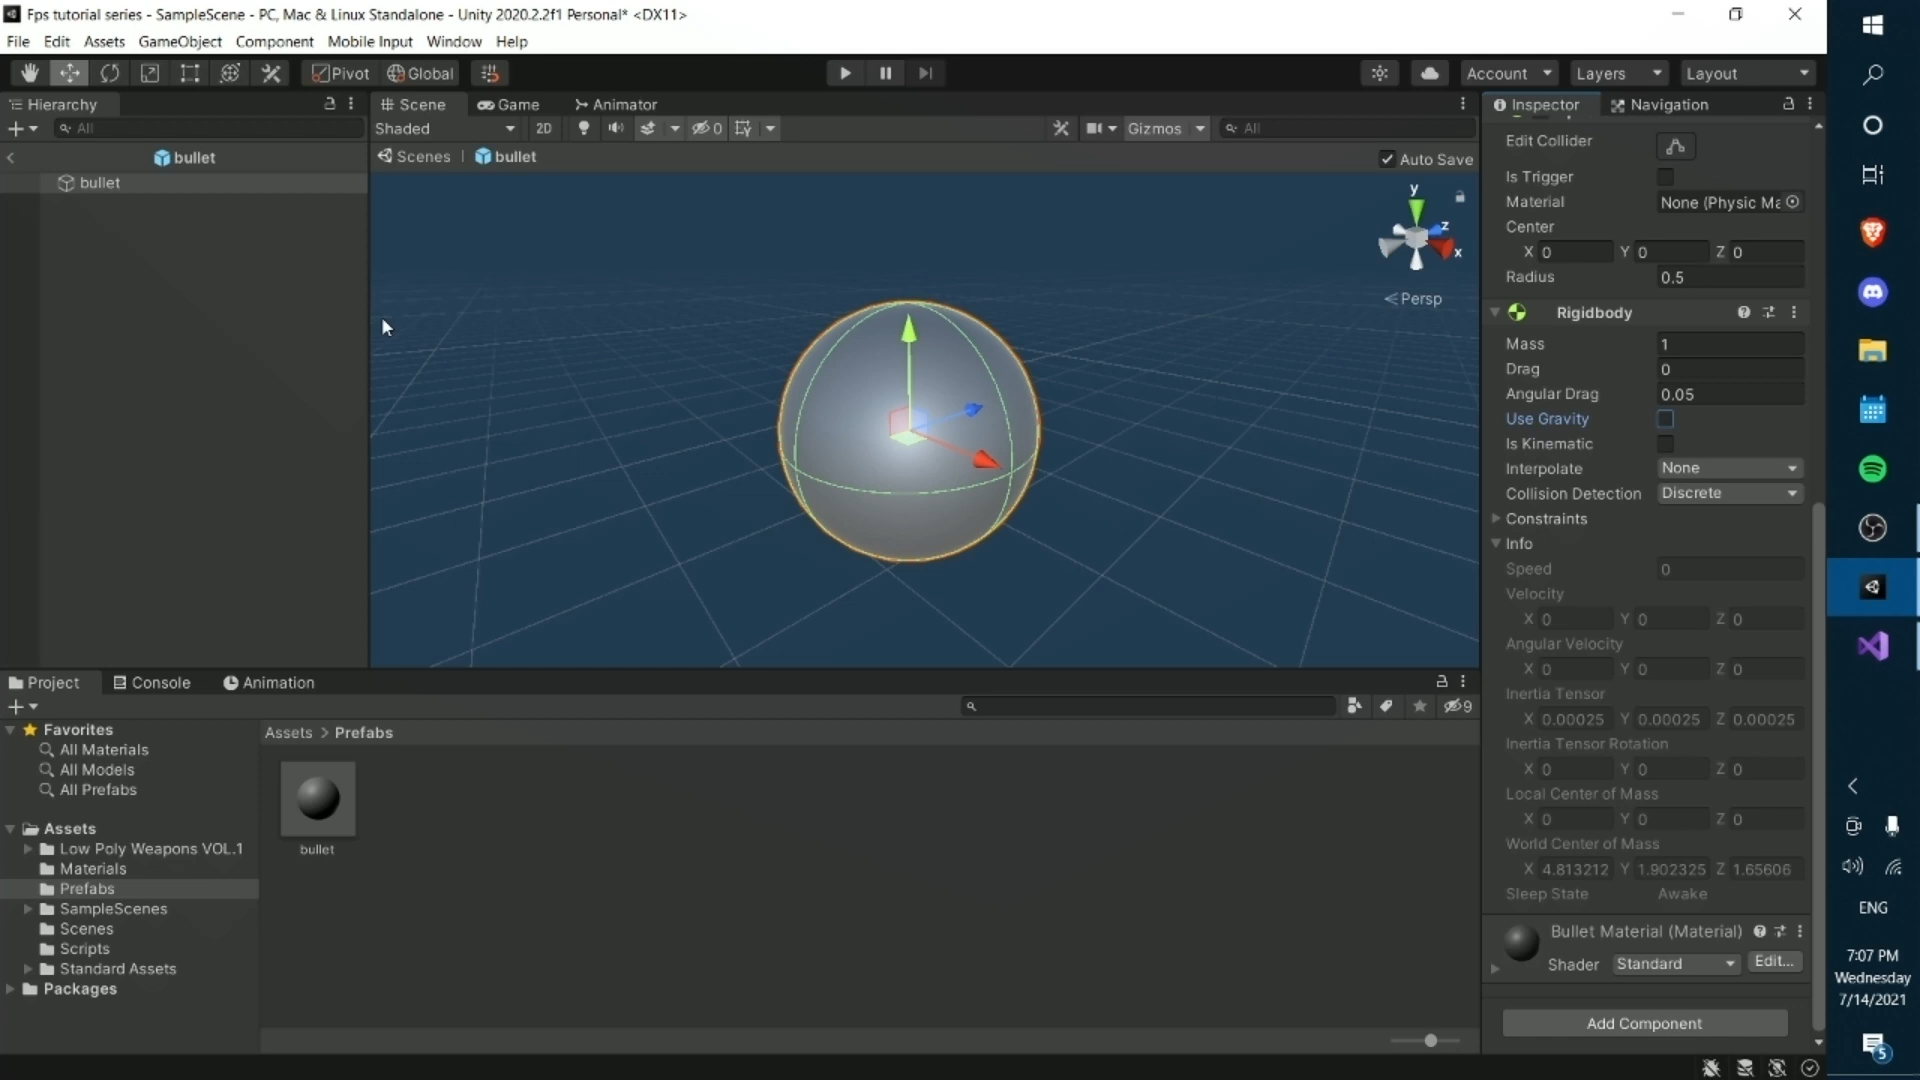 Fps tutorial series - SampleScene - PC, Mac & Linux Standalone - Unity 2020.2.2f1 Personal* <DX11>
File Edit Assets GameObject Component Mobile Input Window Help
Pivot Global Account Layers Layout
Hierarchy
All
bullet
bullet
Scene Game Animator
Shaded 2D 0 Gizmos All
Scenes | bullet Auto Save
y
z
x
Persp
Inspector Navigation
Edit Collider
Is Trigger
Material None (Physic Ma
Center
X 0 Y 0 Z 0
Radius 0.5
Rigidbody
Mass 1
Drag 0
Angular Drag 0.05
Use Gravity
Is Kinematic
Interpolate None
Collision Detection Discrete
Constraints
Info
Speed 0
Velocity
X 0 Y 0 Z 0
Angular Velocity
X 0 Y 0 Z 0
Inertia Tensor
X 0.00025 Y 0.00025 Z 0.00025
Inertia Tensor Rotation
X 0 Y 0 Z 0
Local Center of Mass
X 0 Y 0 Z 0
World Center of Mass
X 4.813212 Y 1.902325 Z 1.65606
Sleep State Awake
Bullet Material (Material)
Shader Standard Edit...
Add Component
Project Console Animation
9
Favorites
All Materials
All Models
All Prefabs
Assets
Low Poly Weapons VOL.1
Materials
Prefabs
SampleScenes
Scenes
Scripts
Standard Assets
Packages
Assets > Prefabs
bullet
ENG
7:07 PM
Wednesday
7/14/2021
5